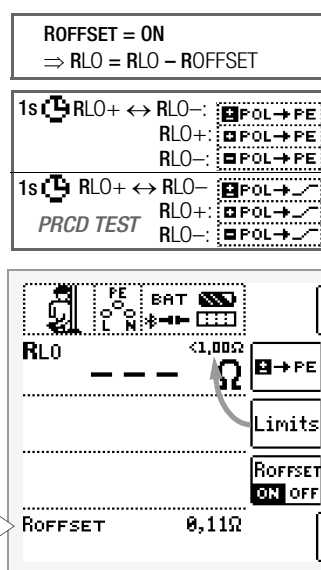 ROFFSET = ON
⇒ RLO = RLO – ROFFSET
1s RLO+ ↔ RLO–: ± POL→PE
RLO+: + POL→PE
RLO–: – POL→PE
1s RLO+ ↔ RLO– ± POL→
PRCD TEST RLO+: + POL→
RLO–: – POL→
PE
L N
BAT
RLO <1,00Ω
– – – Ω
± → PE
Limits
ROFFSET
ON OFF
ROFFSET 0,11Ω